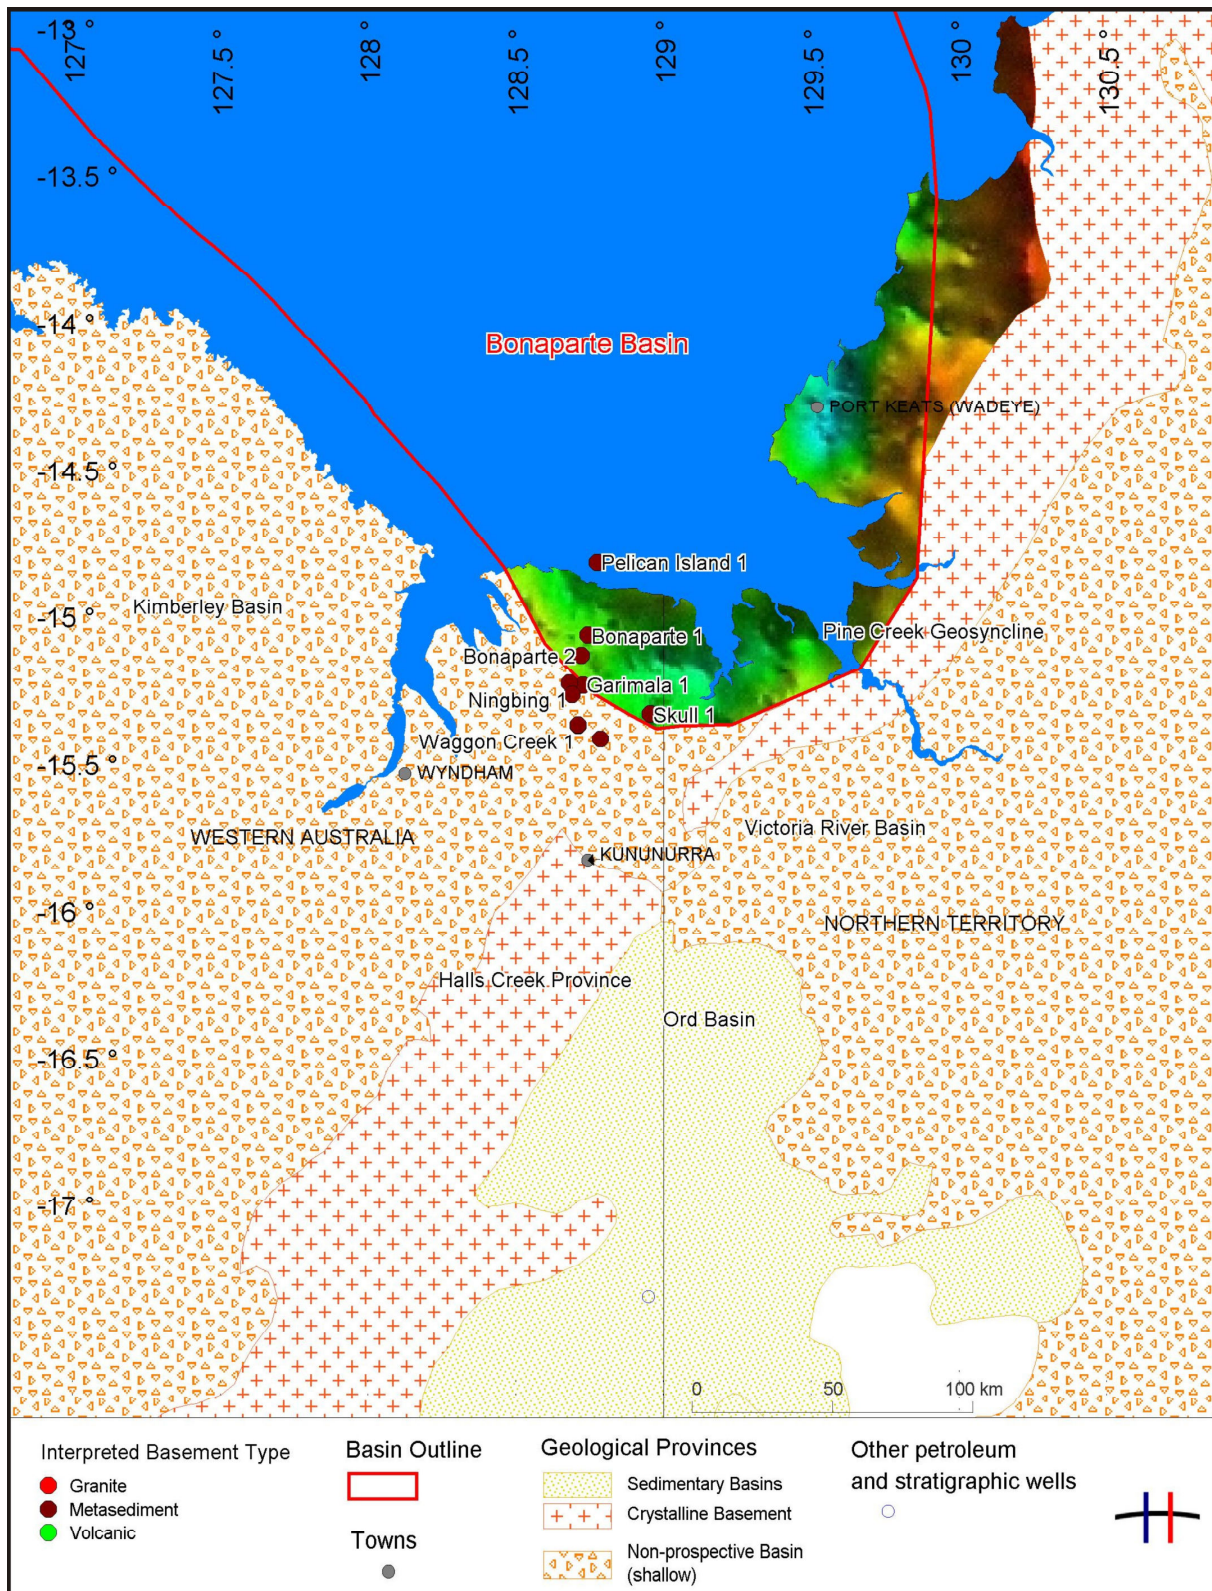 -13 °
127 °
127.5 °
128 °
128.5 °
129 °
129.5 °
130 °
130.5 °
-13.5 °
-14 °
Bonaparte Basin
PORT KEATS (WADEYE)
-14.5 °
Pelican Island 1
Kimberley Basin
-15 °
Bonaparte 1
Pine Creek Geosyncline
Bonaparte 2
Garimala 1
Ningbing 1
Skull 1
Waggon Creek 1
-15.5 °
WYNDHAM
WESTERN AUSTRALIA
Victoria River Basin
KUNUNURRA
-16 °
NORTHERN TERRITORY
Halls Creek Province
Ord Basin
-16.5 °
-17 °
0 50 100 km
Interpreted Basement Type
Granite
Metasediment
Volcanic
Basin Outline
Towns
Geological Provinces
Sedimentary Basins
Crystalline Basement
Non-prospective Basin
(shallow)
Other petroleum
and stratigraphic wells